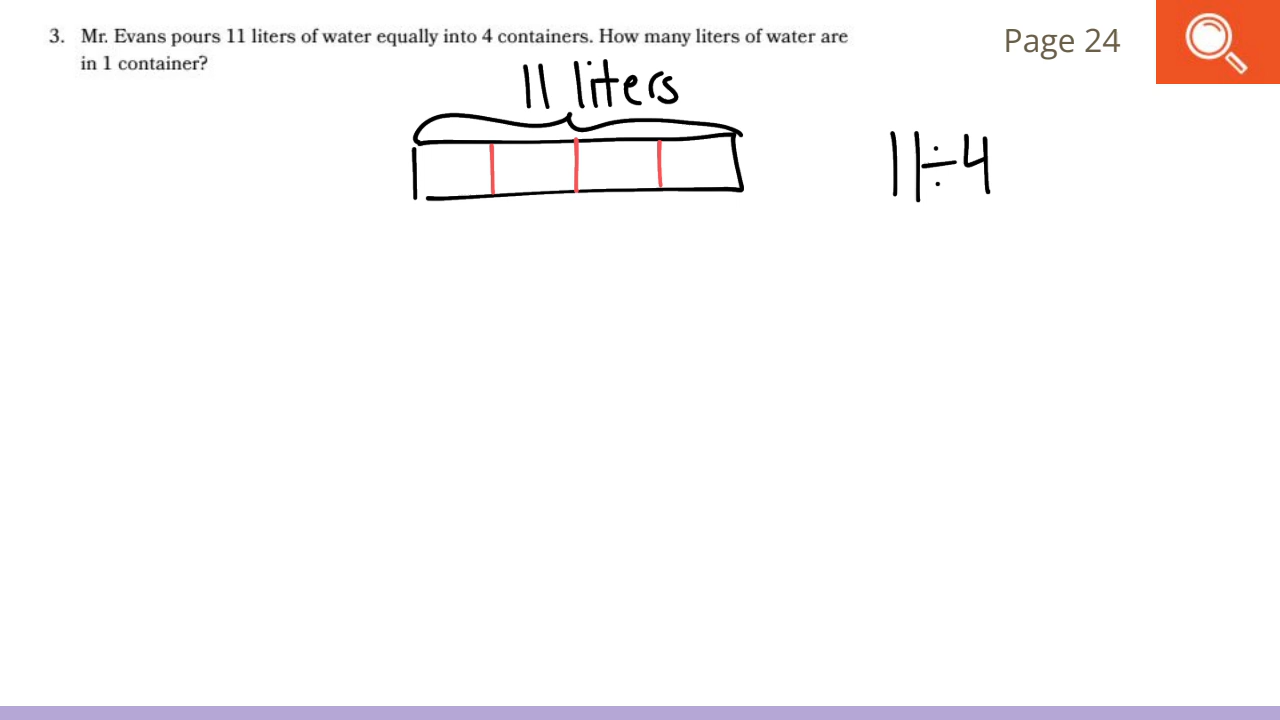 3. Mr. Evans pours 11 liters of water equally into 4 containers. How many liters of water are
in 1 container?
Page 24
11 liters
11÷4